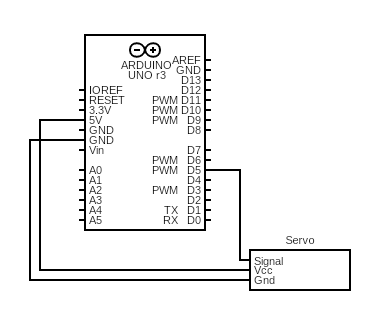 ARDUINO
UNO r3
AREF
GND
D13
IOREF D12
RESET PWM D11
3.3V PWM D10
5V PWM D9
GND D8
GND
Vin D7
PWM D6
A0 PWM D5
A1 D4
A2 PWM D3
A3 D2
A4 TX D1
A5 RX D0
Servo
Signal
Vcc
Gnd